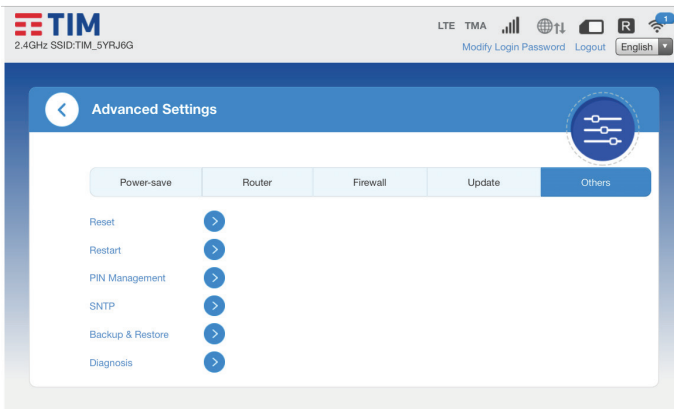 TIM
LTE TMA R 1
2.4GHz SSID:TIM_5YRJ6G
Modify Login Password Logout English
Advanced Settings
Power-save Router Firewall Update Others
Reset
Restart
PIN Management
SNTP
Backup & Restore
Diagnosis